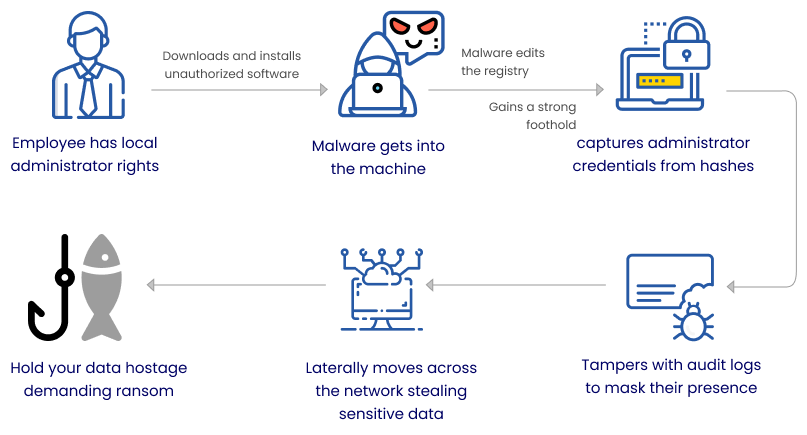 Downloads and installs
unauthorized software
Malware edits
the registry
Gains a strong
foothold
Employee has local
administrator rights
Malware gets into
the machine
captures administrator
credentials from hashes
Hold your data hostage
demanding ransom
Laterally moves across
the network stealing
sensitive data
Tampers with audit logs
to mask their presence